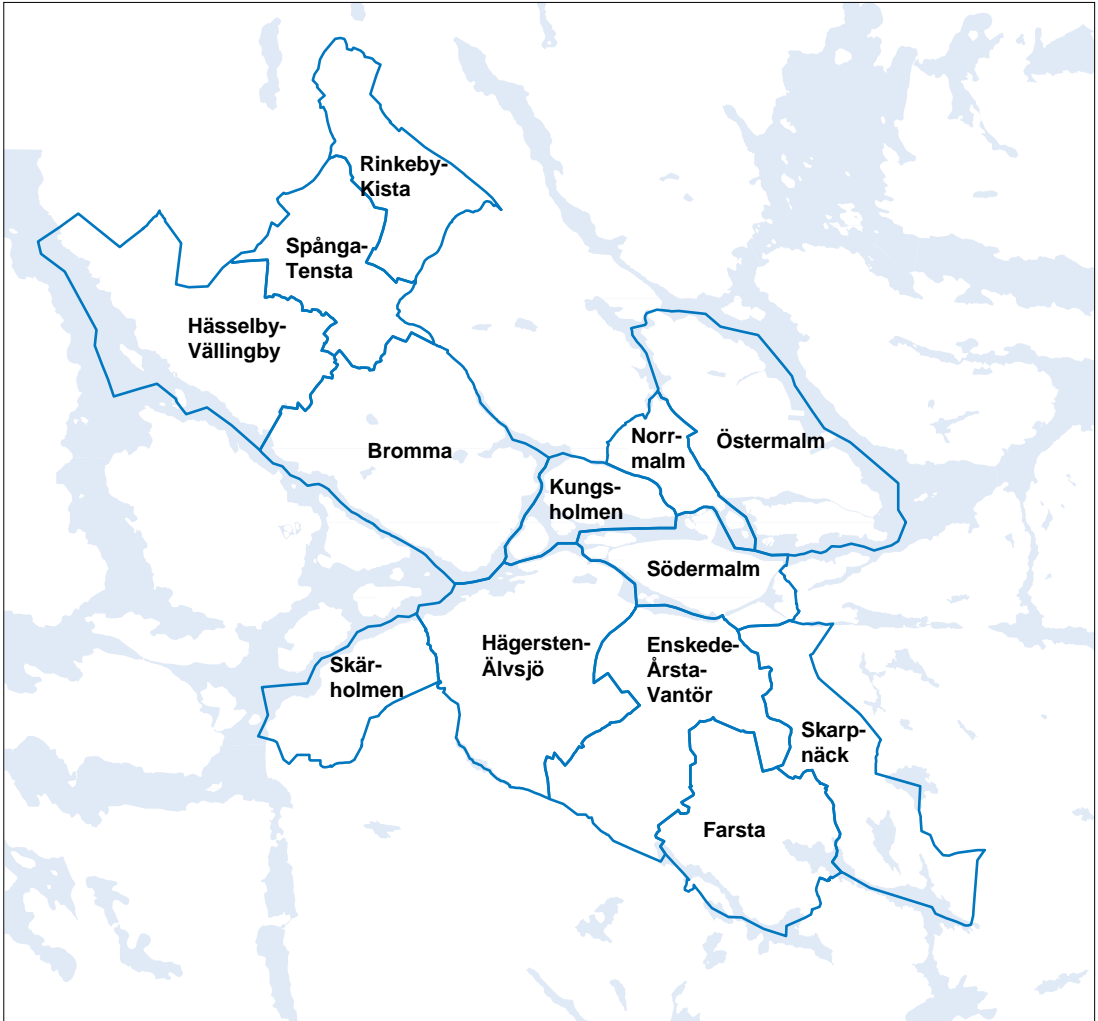 Rinkeby-
Kista
Spånga-
Tensta
Hässelby-
Vällingby
Bromma
Norr-
malm
Östermalm
Kungs-
holmen
Södermalm
Hägersten-
Älvsjö
Enskede-
Årsta-
Vantör
Skär-
holmen
Skarp-
näck
Farsta